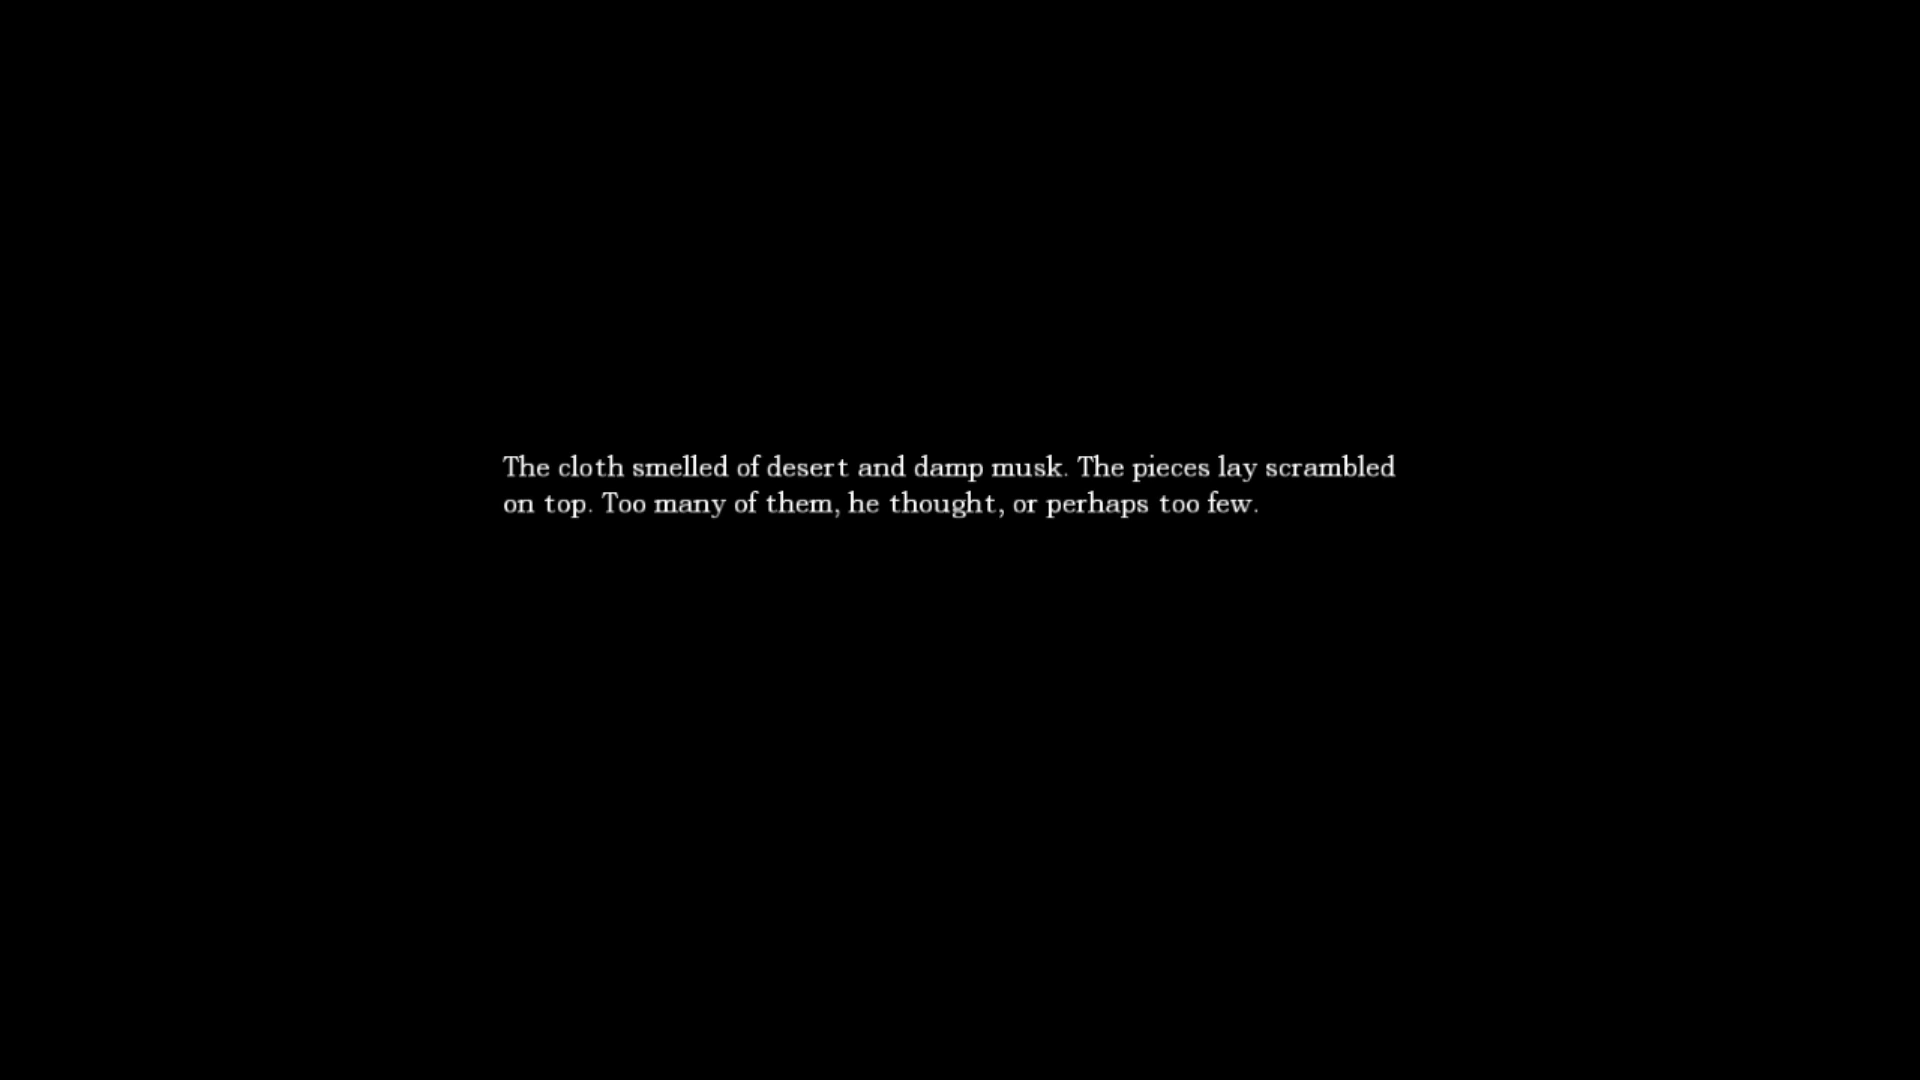 The cloth smelled of desert and damp musk. The pieces lay scrambled
on top. Too many of them, he thought, or perhaps too few.